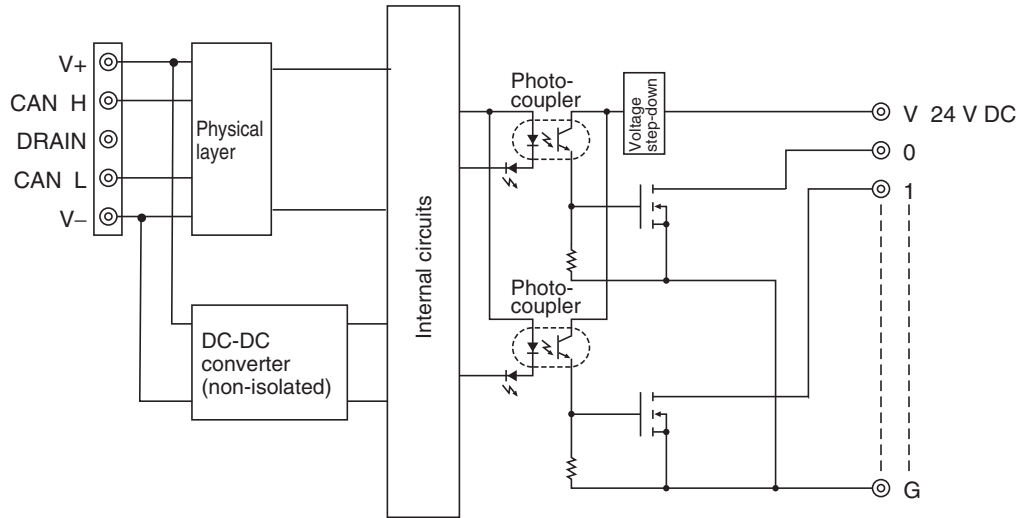 V+
CAN H
DRAIN
CAN L
V−
Physical
layer
DC-DC
converter
(non-isolated)
Internal circuits
Photo-
coupler
Voltage
step-down
Photo-
coupler
V 24 V DC
0
1
G